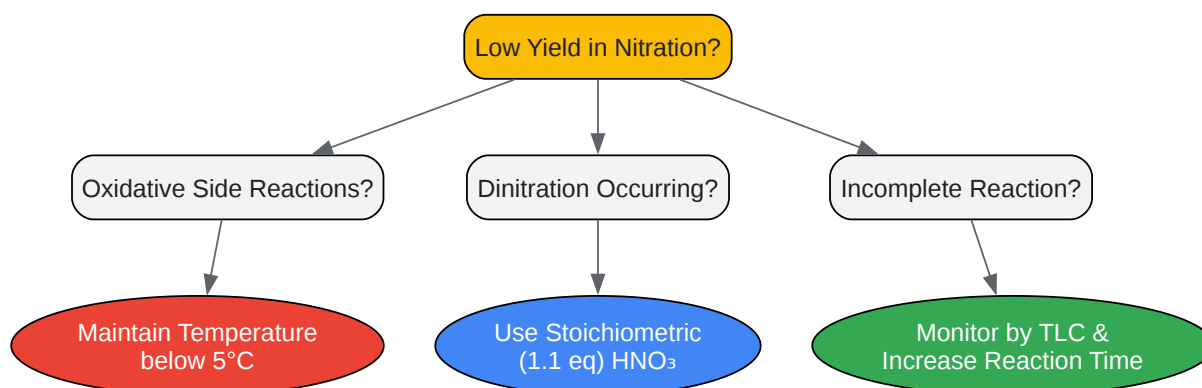 Low Yield in Nitration?
Oxidative Side Reactions?
Dinitration Occurring?
Incomplete Reaction?
Maintain Temperature
below 5°C
Use Stoichiometric
(1.1 eq) HNO₃
Monitor by TLC &
Increase Reaction Time